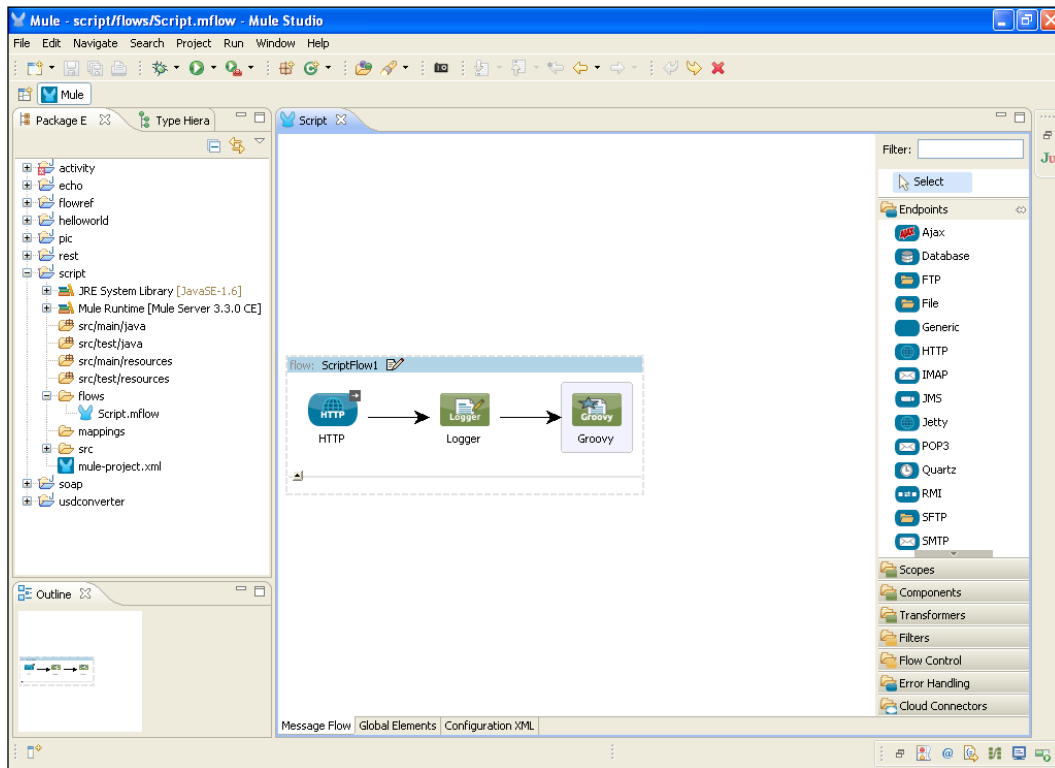 Mule - script/flows/Script.mflow - Mule Studio
File Edit Navigate Search Project Run Window Help
Mule
Package E
Type Hiera
activity
echo
flowref
helloworld
pic
rest
script
JRE System Library [JavaSE-1.6]
Mule Runtime [Mule Server 3.3.0 CE]
src/main/java
src/test/java
src/main/resources
src/test/resources
flows
Script.mflow
mappings
src
mule-project.xml
soap
usdconverter
Outline
Script
flow: ScriptFlow1
HTTP
Logger
Groovy
HTTP
Logger
Groovy
Message Flow
Global Elements
Configuration XML
Filter:
Select
Endpoints
AJAX
Ajax
Database
FTP
File
Generic
HTTP
IMAP
JMS
Jetty
POP3
Quartz
RMI
SFTP
SMTP
Scopes
Components
Transformers
Filters
Flow Control
Error Handling
Cloud Connectors
Ju